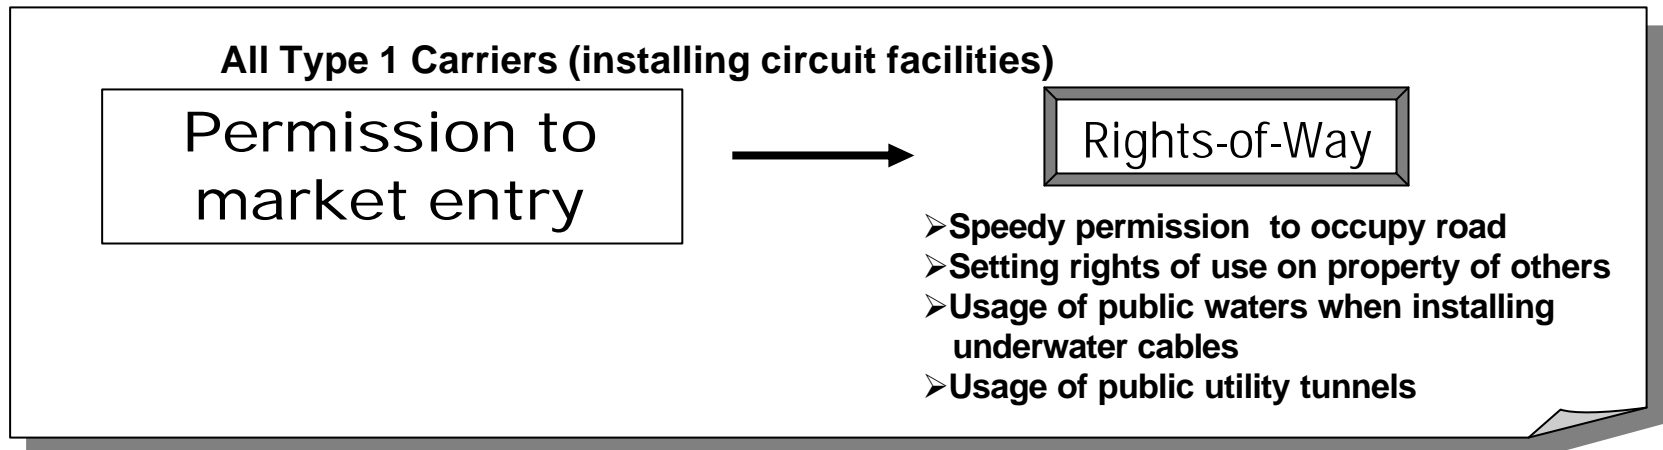 All Type 1 Carriers (installing circuit facilities)
Permission to
market entry
Rights-of-Way
➢Speedy permission  to occupy road
➢Setting rights of use on property of others
➢Usage of public waters when installing
underwater cables
➢Usage of public utility tunnels